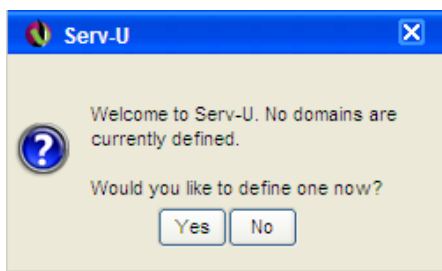 Serv-U
Welcome to Serv-U. No domains are
currently defined.
Would you like to define one now?
Yes No